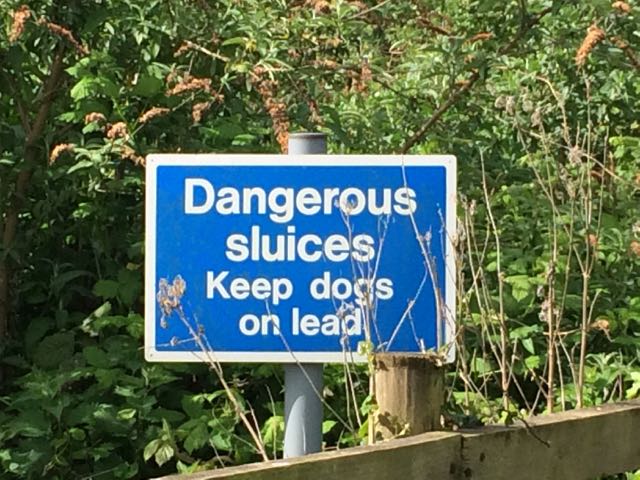 Dangerous
sluices
Keep dogs
on lead